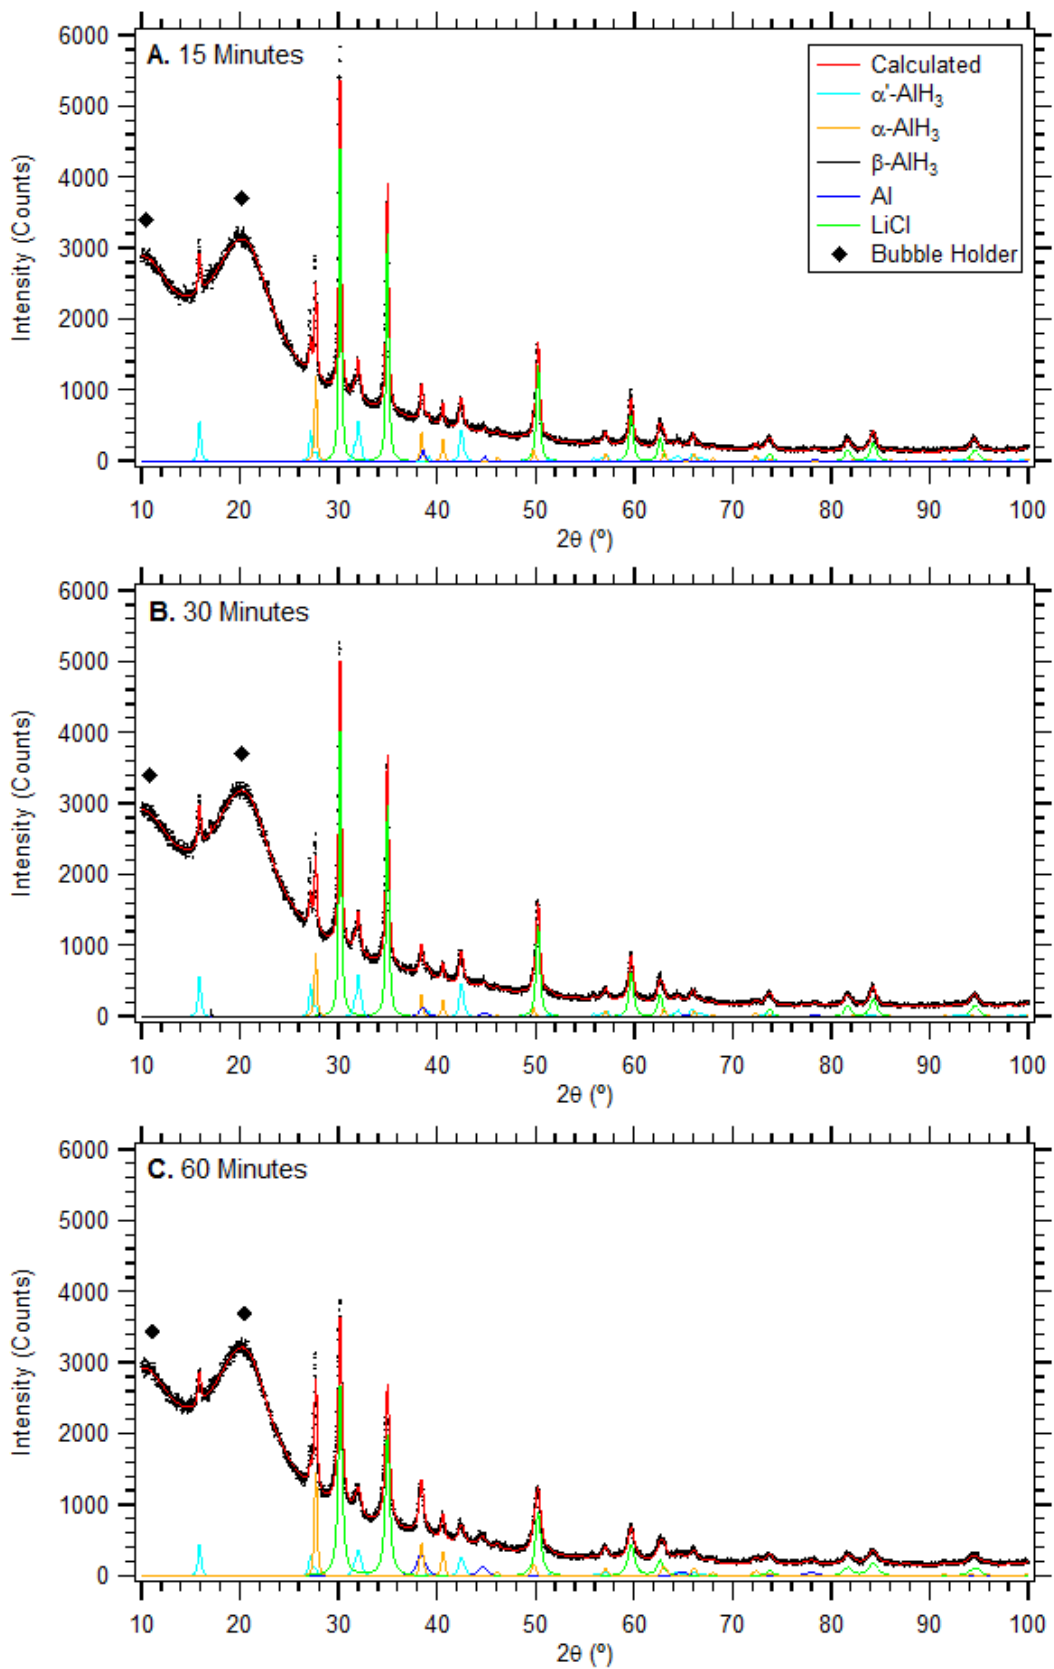 A. 15 Minutes
Calculated
α'-AlH₃
α-AlH₃
β-AlH₃
Al
LiCl
Bubble Holder
Intensity (Counts)
6000
5000
4000
3000
2000
1000
0
10 20 30 40 50 60 70 80 90 100
2θ (º)
B. 30 Minutes
Intensity (Counts)
6000
5000
4000
3000
2000
1000
0
10 20 30 40 50 60 70 80 90 100
2θ (º)
C. 60 Minutes
Intensity (Counts)
6000
5000
4000
3000
2000
1000
0
10 20 30 40 50 60 70 80 90 100
2θ (º)